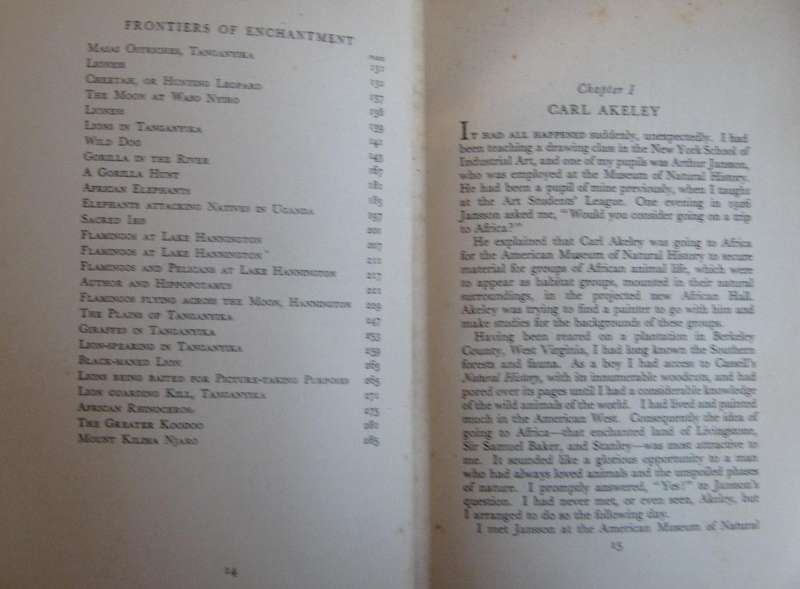 FRONTIERS OF ENCHANTMENT
PAGE
Masai Ostriches, Tanganyika 131
Lioness 132
Cheetah, or Hunting Leopard 137
The Moon at Waso Nyiro
Lioness
Lions in Tanganyika
Wild Dog
Gorilla in the River
A Gorilla Hunt
African Elephants
Elephants attacking Natives in Uganda
Sacred Ibis
Flamingos at Lake Hannington
Flamingos at Lake Hannington
Flamingos and Pelicans at Lake Hannington
Author and Hippopotamus
Flamingos flying across the Moon, Hannington
The Plains of Tanganyika
Giraffes in Tanganyika
Lion-spearing in Tanganyika
Black-maned Lion
Lions being baited for Picture-taking Purposes
Lion guarding Kill, Tanganyika
African Rhinoceros
The Greater Koodoo
Mount Kilima Njaro
14
Chapter I
CARL AKELEY
IT HAD ALL HAPPENED suddenly, unexpectedly. I had
been teaching a drawing class in the New York School of
Industrial Art, and one of my pupils was Arthur Jansson,
who was employed at the Museum of Natural History.
He had been a pupil of mine previously, when I taught
at the Art Students' League. One evening in 1926
Jansson asked me, "Would you consider going on a trip
to Africa?"
He explained that Carl Akeley was going to Africa
for the American Museum of Natural History to secure
material for groups of African animal life, which were
to appear as habitat groups, mounted in their natural
surroundings, in the projected new African Hall.
Akeley was trying to find a painter to go with him and
make studies for the backgrounds of these groups.
Having been reared on a plantation in Berkeley
County, West Virginia, I had long known the Southern
forests and fauna. As a boy I had access to Cassell's
Natural History, with its innumerable woodcuts, and had
pored over its pages until I had a considerable knowledge
of the wild animals of the world. I had lived and painted
much in the American West. Consequently the idea of
going to Africa—that enchanted land of Livingstone,
Sir Samuel Baker, and Stanley—was most attractive to
me. It sounded like a glorious opportunity to a man
who had always loved animals and the unspoiled phases
of nature. I promptly answered, "Yes!" to Jansson's
question. I had never met, or even seen, Akeley, but
I arranged to do so the following day.
I met Jansson at the American Museum of Natural
15